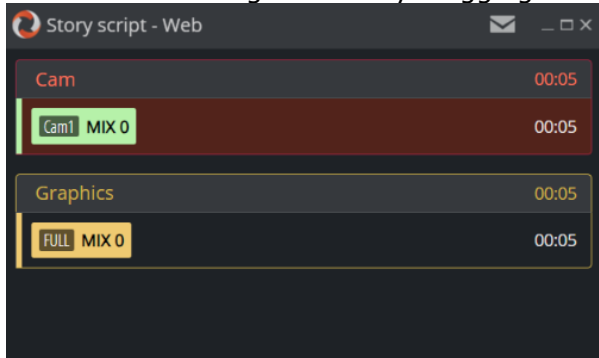 Story script - Web
Cam 00:05
Cam1 MIX 0 00:05
Graphics 00:05
FULL MIX 0 00:05